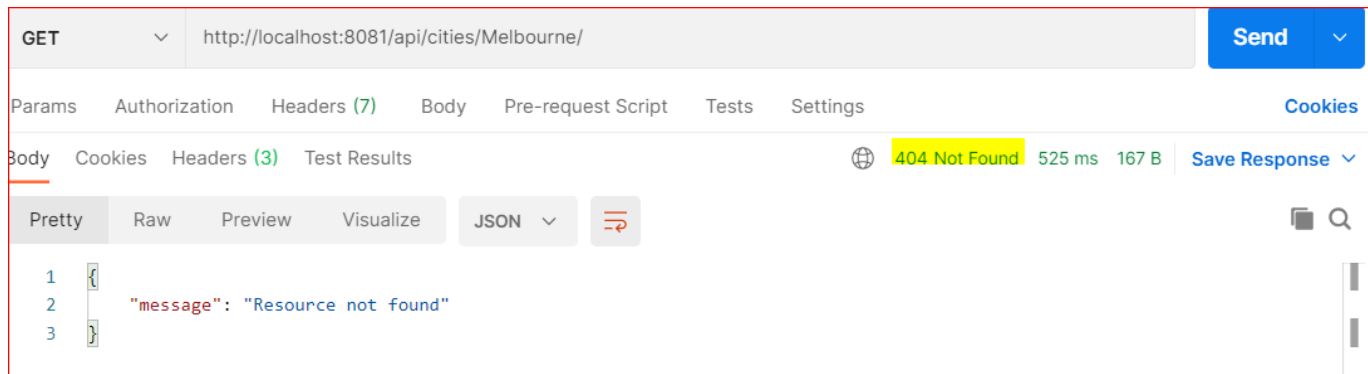 GET http://localhost:8081/api/cities/Melbourne/ Send
Params Authorization Headers (7) Body Pre-request Script Tests Settings Cookies
Body Cookies Headers (3) Test Results 404 Not Found 525 ms 167 B Save Response
Pretty Raw Preview Visualize JSON
1 {
2 "message": "Resource not found"
3 }